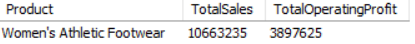 Product TotalSales TotalOperatingProfit
Women's Athletic Footwear 10663235 3897625